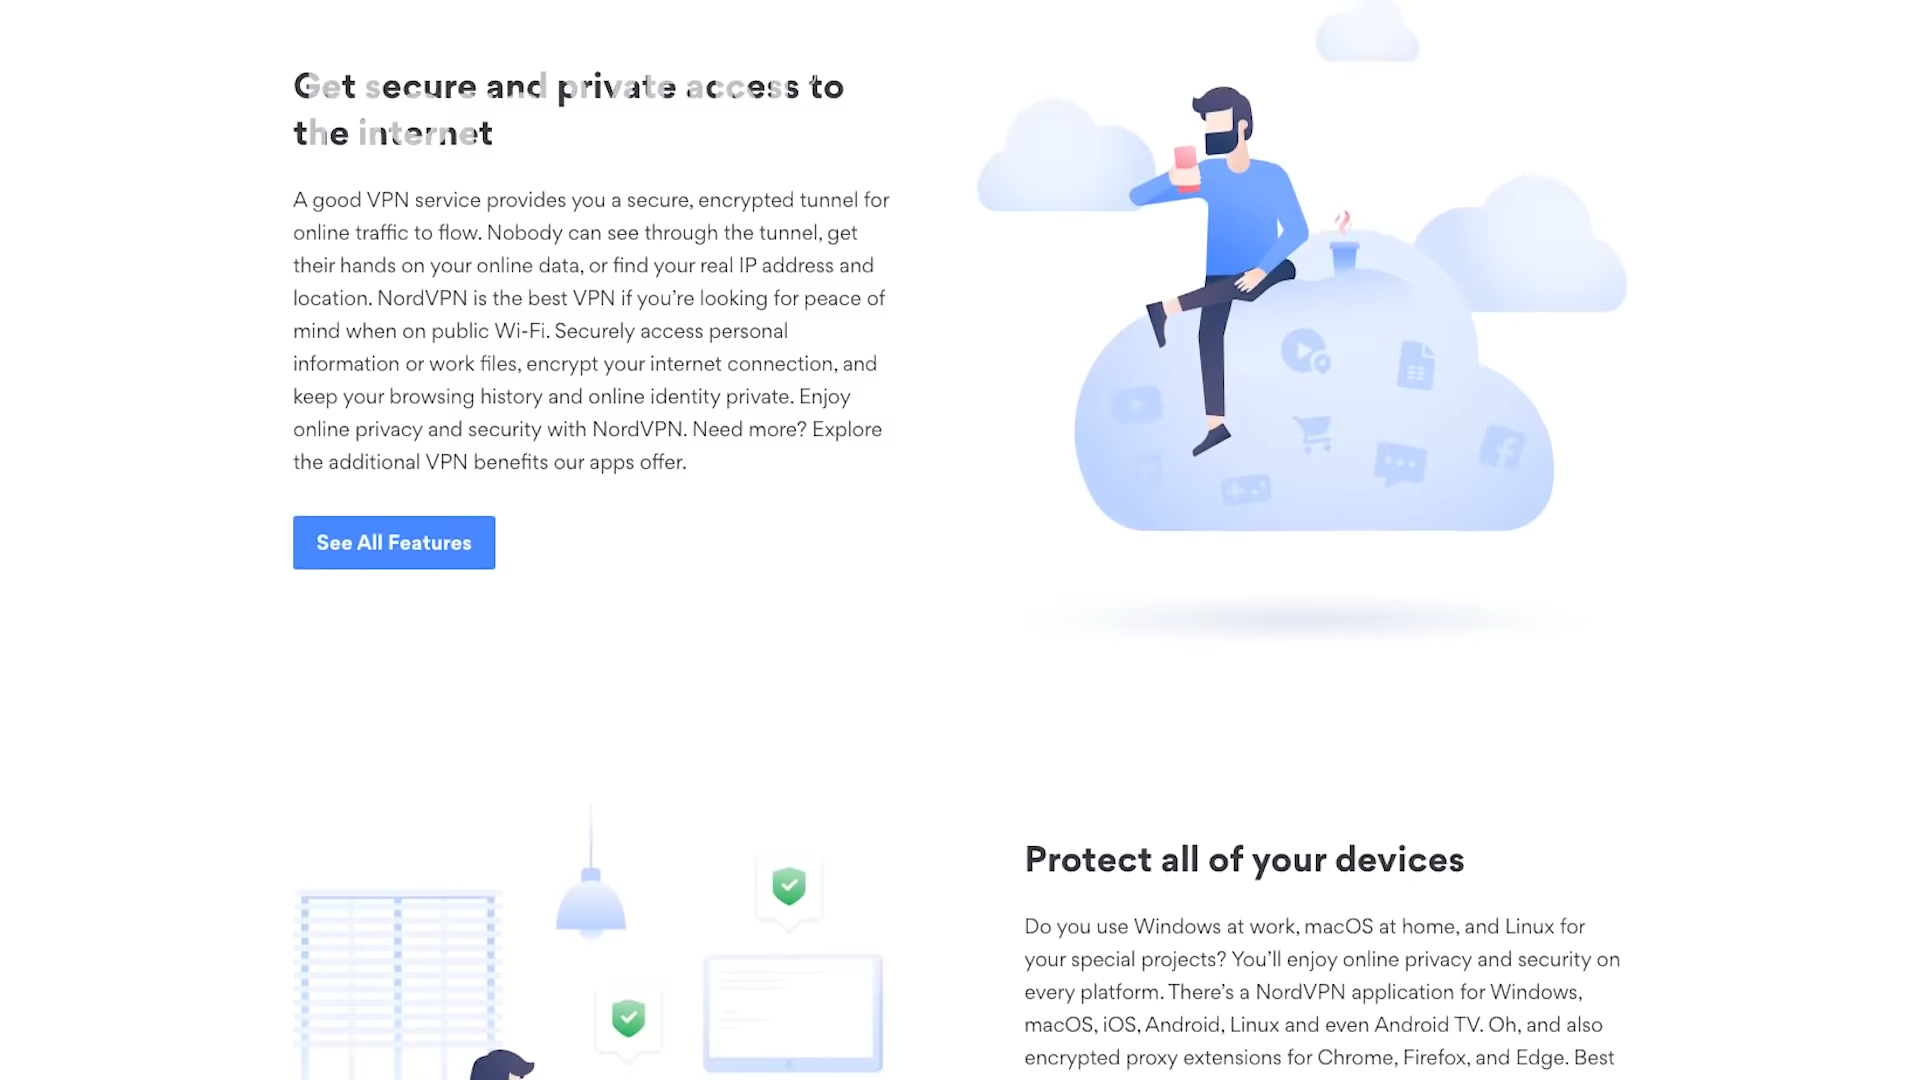 Get secure and private access to
the internet
A good VPN service provides you a secure, encrypted tunnel for
online traffic to flow. Nobody can see through the tunnel, get
their hands on your online data, or find your real IP address and
location. NordVPN is the best VPN if you’re looking for peace of
mind when on public Wi-Fi. Securely access personal
information or work files, encrypt your internet connection, and
keep your browsing history and online identity private. Enjoy
online privacy and security with NordVPN. Need more? Explore
the additional VPN benefits our apps offer.
See All Features
Protect all of your devices
Do you use Windows at work, macOS at home, and Linux for
your special projects? You’ll enjoy online privacy and security on
every platform. There’s a NordVPN application for Windows,
macOS, iOS, Android, Linux and even Android TV. Oh, and also
encrypted proxy extensions for Chrome, Firefox, and Edge. Best